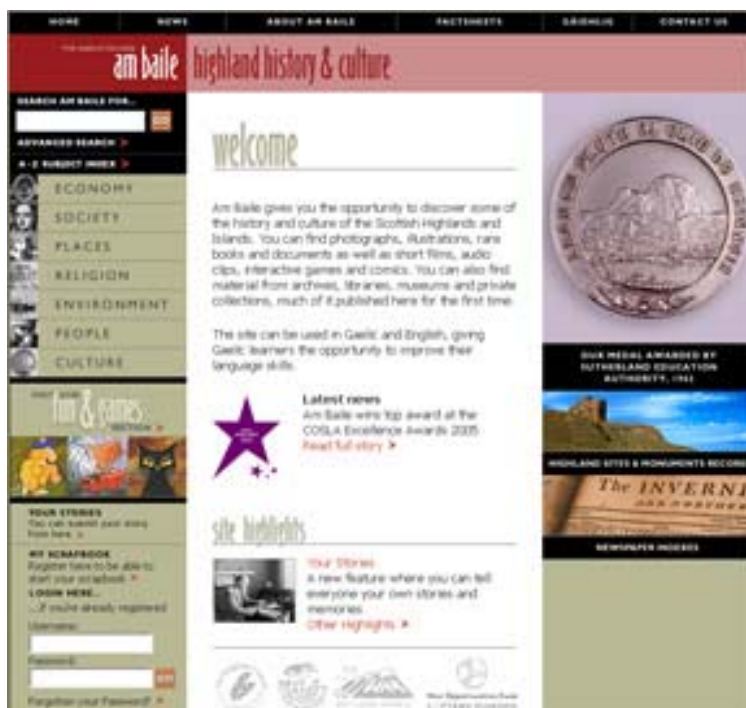 HOME NEWS ABOUT AM BAILE FACTSHEETS GÀIDHLIG CONTACT US
am baile highland history & culture
SEARCH AM BAILE FOR...
ADVANCED SEARCH >
A - Z SUBJECT INDEX >
ECONOMY
SOCIETY
PLACES
RELIGION
ENVIRONMENT
PEOPLE
CULTURE
fun & games
SECTION >
YOUR STORIES
You can submit your story
from here. >
MY SCRAPBOOK
Register here to be able to
start your scrapbook >
LOGIN HERE...
...if you're already registered
Username:
Password:
Forgotten your Password? >
welcome
Am Baile gives you the opportunity to discover some of
the history and culture of the Scottish Highlands and
Islands. You can find photographs, illustrations, rare
books and documents as well as short films, audio
clips, interactive games and comics. You can also find
material from archives, libraries, museums and private
collections, much of it published here for the first time.
The site can be used in Gaelic and English, giving
Gaelic learners the opportunity to improve their
language skills.
Latest news
Am Baile wins top award at the
COSLA Excellence Awards 2005
Read full story >
site highlights
Your Stories
A new feature where you can tell
everyone your own stories and
memories
Other Highlights >
DUX MEDAL AWARDED BY
SUTHERLAND EDUCATION
AUTHORITY, 1961
HIGHLAND SITES & MONUMENTS RECORD
The INVERN
NEWSPAPER INDEXES